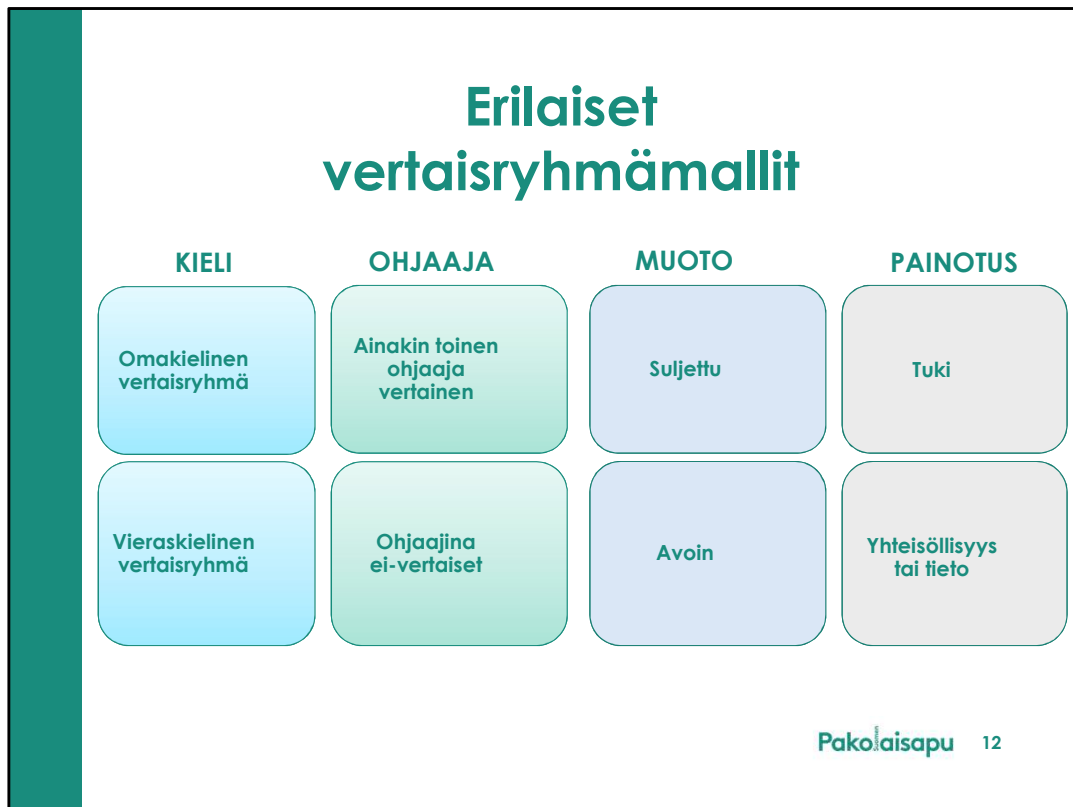 Erilaiset
vertaisryhmämallit
KIELI
OHJAAJA
MUOTO
PAINOTUS
Omakielinen
vertaisryhmä
Ainakin toinen
ohjaaja
vertainen
Suljettu
Tuki
Vieraskielinen
vertaisryhmä
Ohjaajina
ei-vertaiset
Avoin
Yhteisöllisyys
tai tieto
Suomen
Pakolaisapu
12